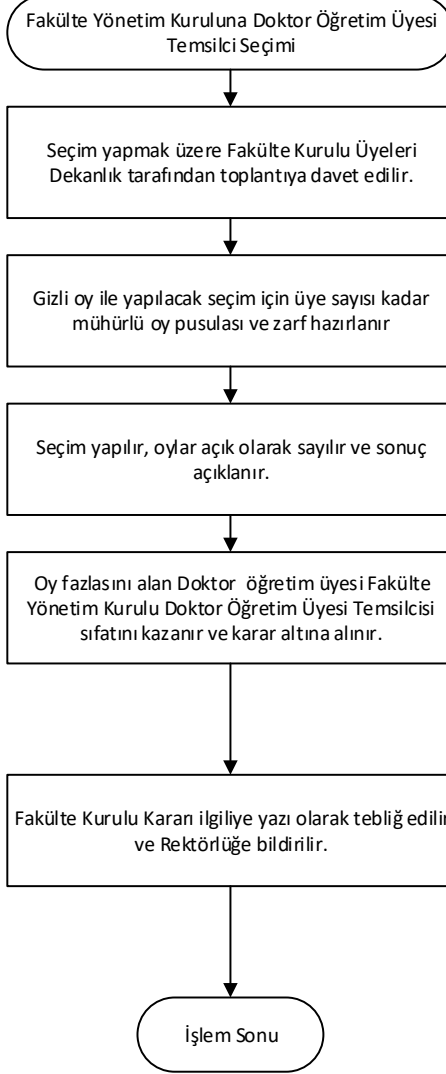 Fakülte Yönetim Kuruluna Doktor Öğretim Üyesi
Temsilci Seçimi
Seçim yapmak üzere Fakülte Kurulu Üyeleri
Dekanlık tarafından toplantıya davet edilir.
Gizli oy ile yapılacak seçim için üye sayısı kadar
mühürlü oy pusulası ve zarf hazırlanır
Seçim yapılır, oylar açık olarak sayılır ve sonuç
açıklanır.
Oy fazlasını alan Doktor öğretim üyesi Fakülte
Yönetim Kurulu Doktor Öğretim Üyesi Temsilcisi
sıfatını kazanır ve karar altına alınır.
Fakülte Kurulu Kararı ilgiliye yazı olarak tebliğ edilir
ve Rektörlüğe bildirilir.
İşlem Sonu